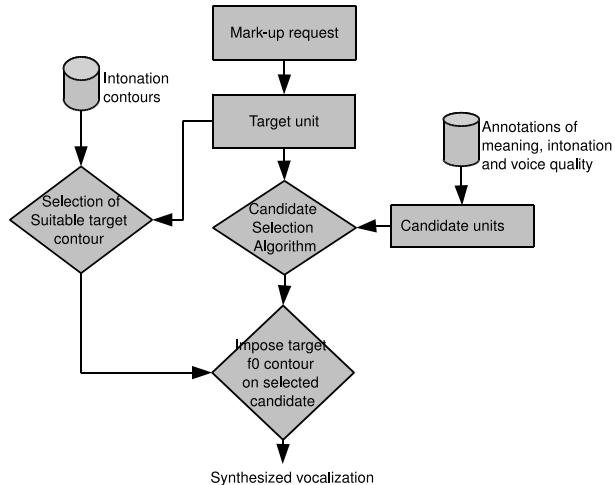 Mark-up request
Intonation
contours
Target unit
Annotations of
meaning, intonation
and voice quality
Selection of
Suitable target
contour
Candidate
Selection
Algorithm
Candidate units
Impose target
f0 contour
on selected
candidate
Synthesized vocalization